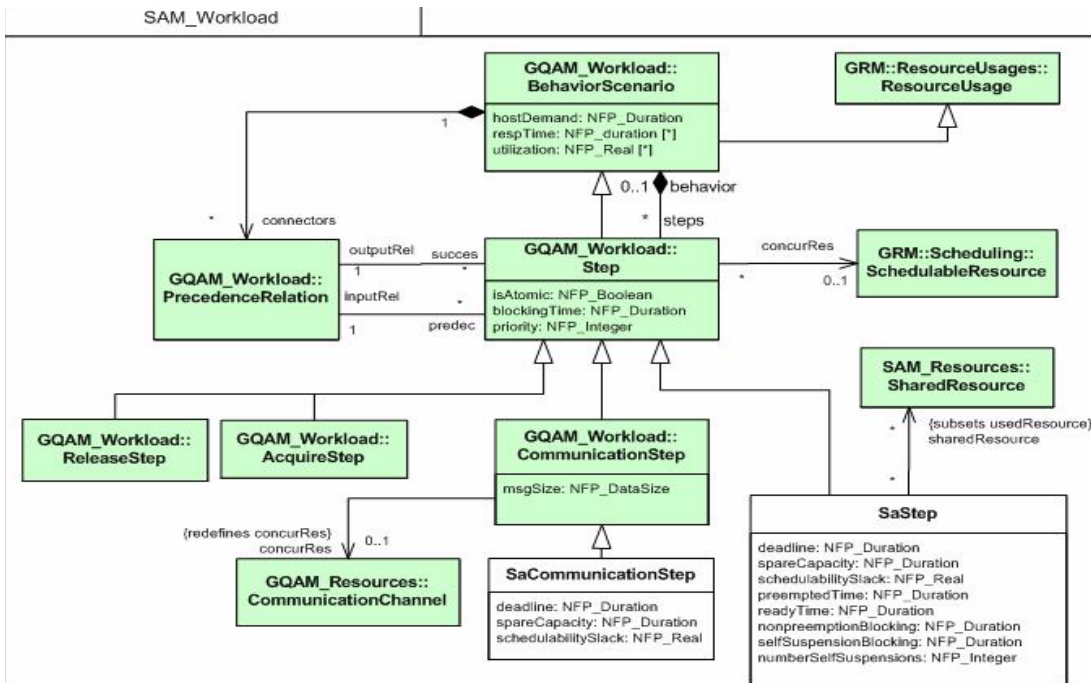 SAM_Workload
GQAM_Workload::
BehaviorScenario
hostDemand: NFP_Duration
respTime: NFP_duration [*]
utilization: NFP_Real [*]
GRM::ResourceUsages::
ResourceUsage
1
0..1
behavior
*
connectors
*
steps
GQAM_Workload::
PrecedenceRelation
outputRel
1
succes
*
inputRel
1
*
predec
GQAM_Workload::
Step
isAtomic: NFP_Boolean
blockingTime: NFP_Duration
priority: NFP_Integer
concurRes
*
0..1
GRM::Scheduling::
SchedulableResource
SAM_Resources::
SharedResource
*
{subsets usedResource}
sharedResource
*
GQAM_Workload::
ReleaseStep
GQAM_Workload::
AcquireStep
GQAM_Workload::
CommunicationStep
msgSize: NFP_DataSize
{redefines concurRes}
concurRes
0..1
GQAM_Resources::
CommunicationChannel
SaCommunicationStep
deadline: NFP_Duration
spareCapacity: NFP_Duration
schedulabilitySlack: NFP_Real
SaStep
deadline: NFP_Duration
spareCapacity: NFP_Duration
schedulabilitySlack: NFP_Real
preemptedTime: NFP_Duration
readyTime: NFP_Duration
nonpreemptionBlocking: NFP_Duration
selfSuspensionBlocking: NFP_Duration
numberSelfSuspensions: NFP_Integer